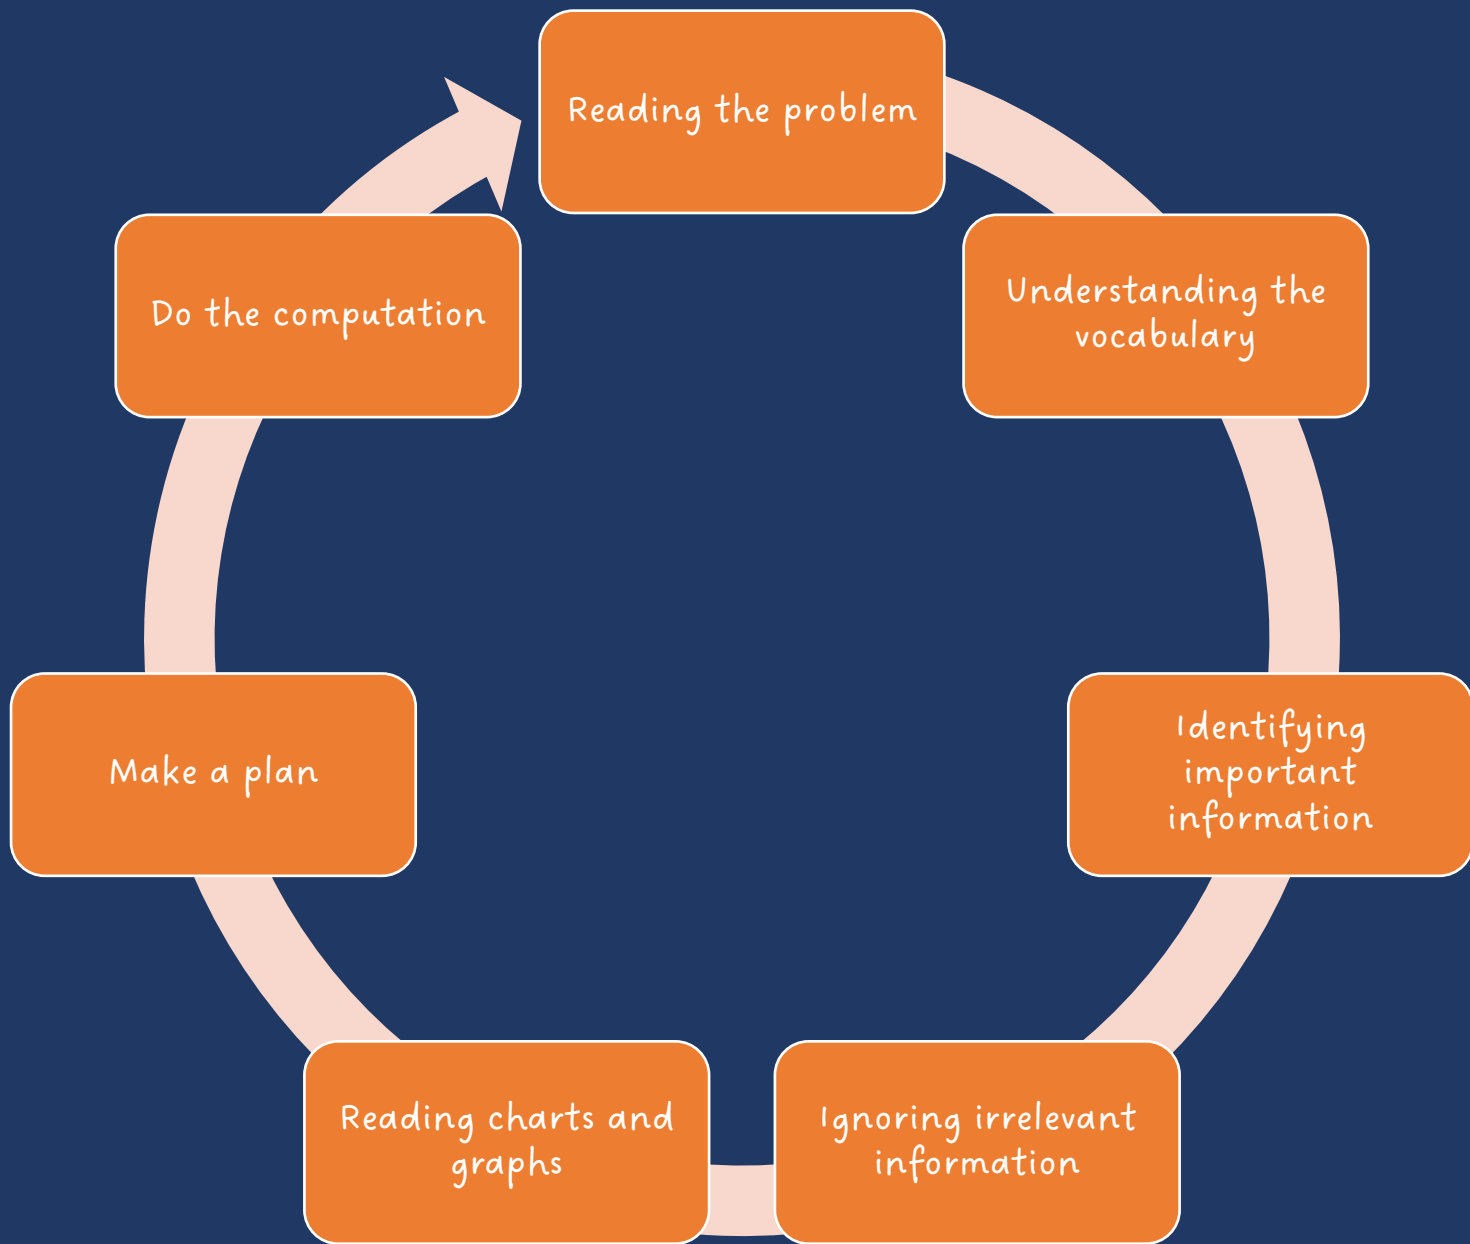 Reading the problem
Understanding the
vocabulary
Identifying
important
information
Ignoring irrelevant
information
Reading charts and
graphs
Make a plan
Do the computation